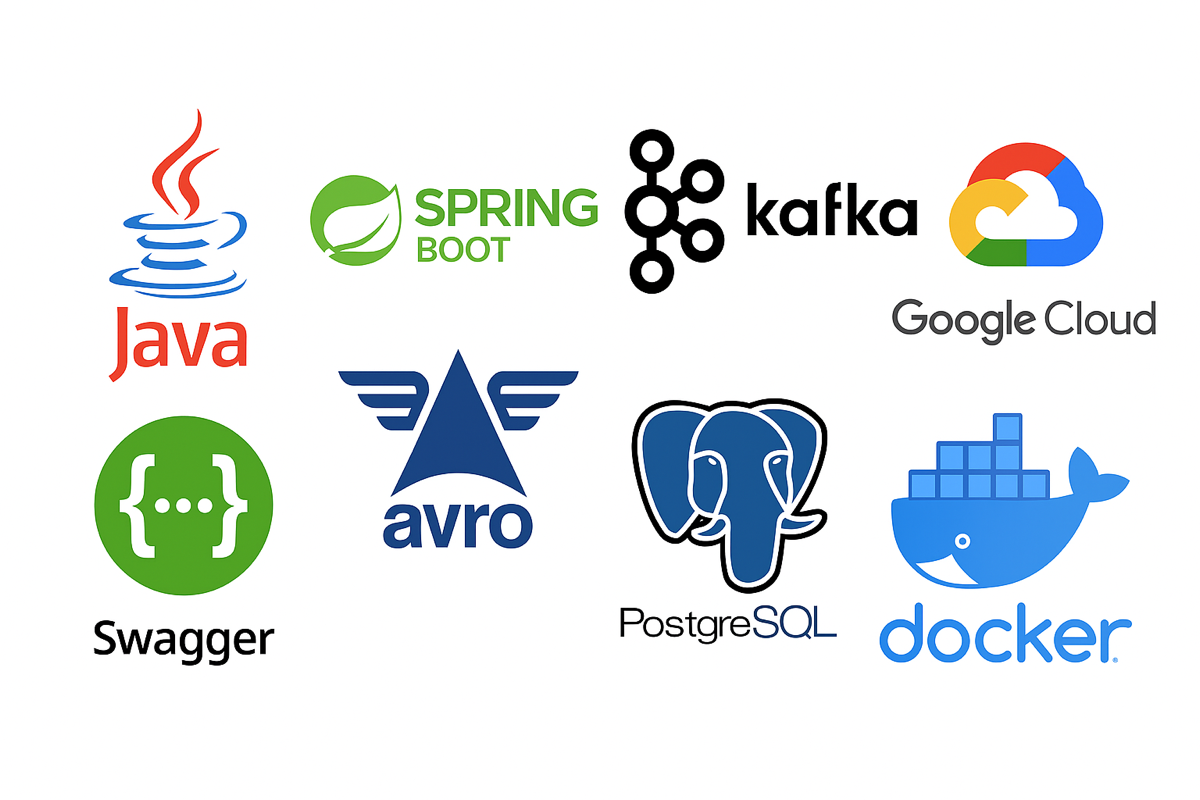 Java
SPRING
BOOT
kafka
Google Cloud
{...}
Swagger
avro
PostgreSQL
docker